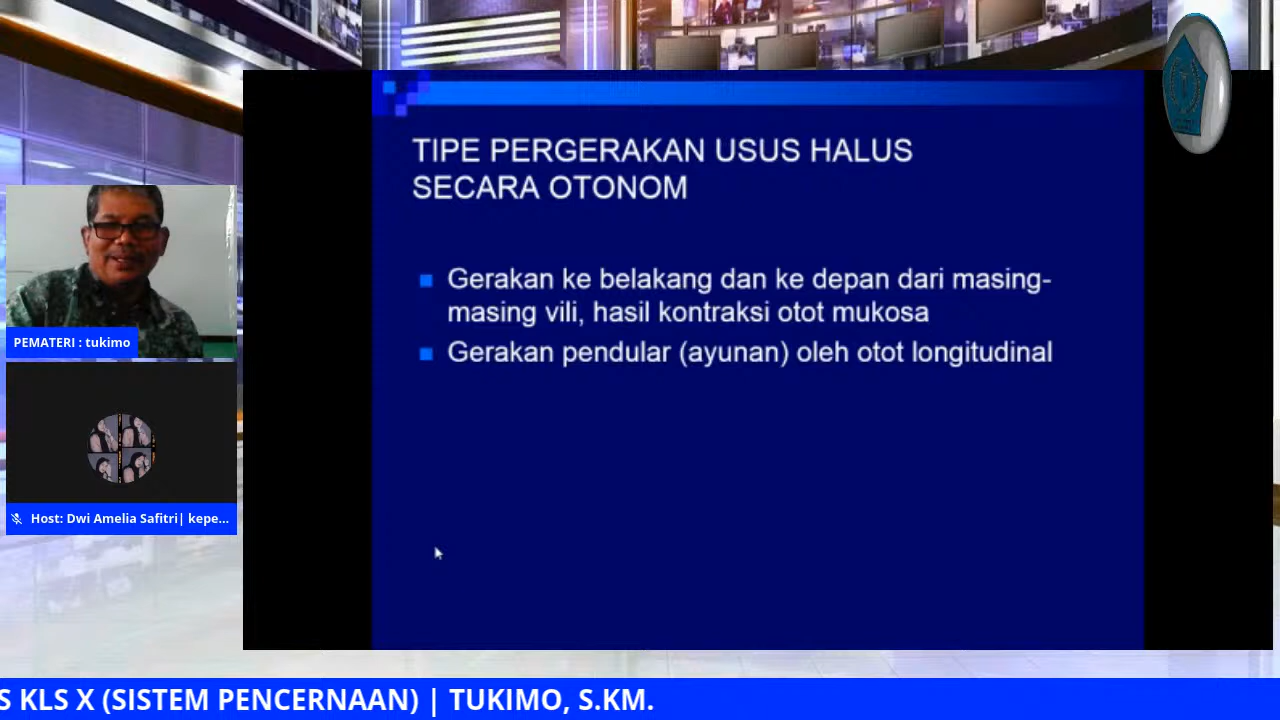 TIPE PERGERAKAN USUS HALUS
SECARA OTONOM
Gerakan ke belakang dan ke depan dari masing-
masing vili, hasil kontraksi otot mukosa
Gerakan pendular (ayunan) oleh otot longitudinal
PEMATERI : tukimo
Host: Dwi Amelia Safitri| kepe...
S KLS X (SISTEM PENCERNAAN) | TUKIMO, S.KM.